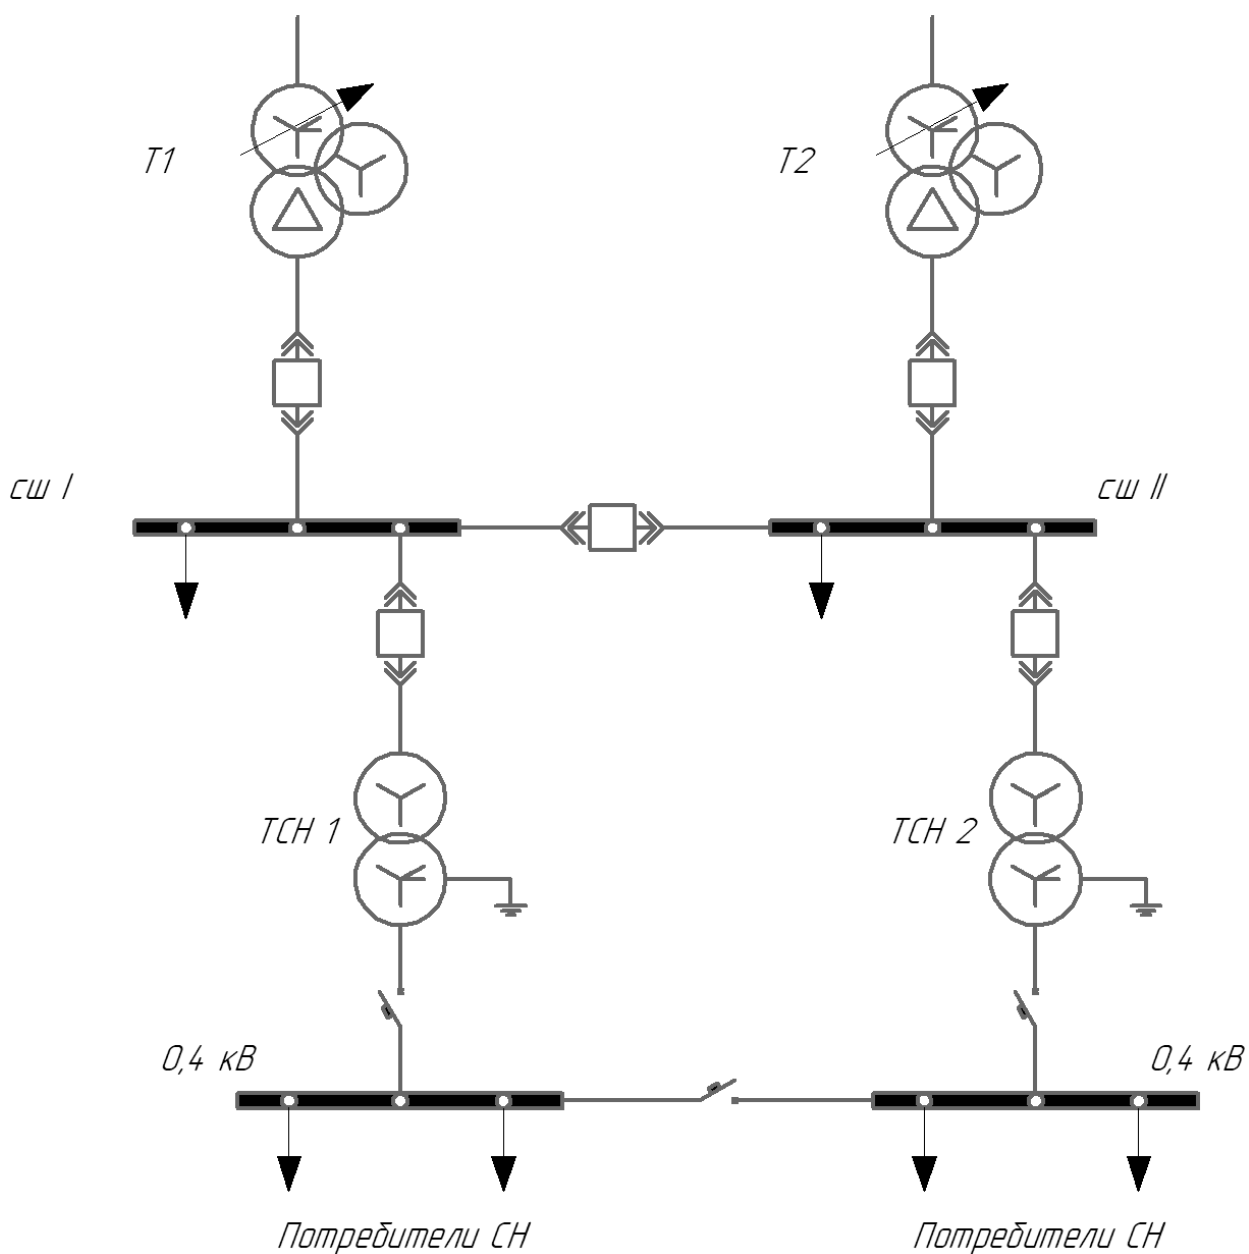 Т1
Т2
сш I
сш II
ТСН 1
ТСН 2
0,4 кВ
0,4 кВ
Потребители СН
Потребители СН